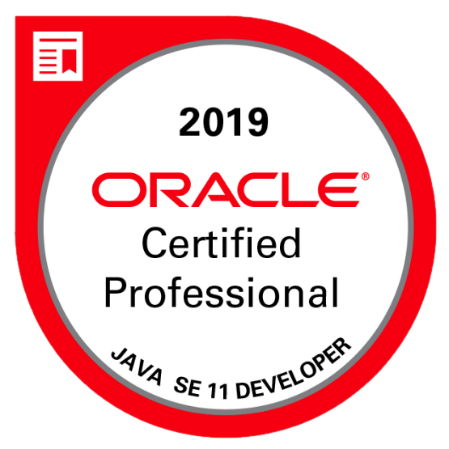 2019
ORACLE®
Certified
Professional
JAVA SE 11 DEVELOPER